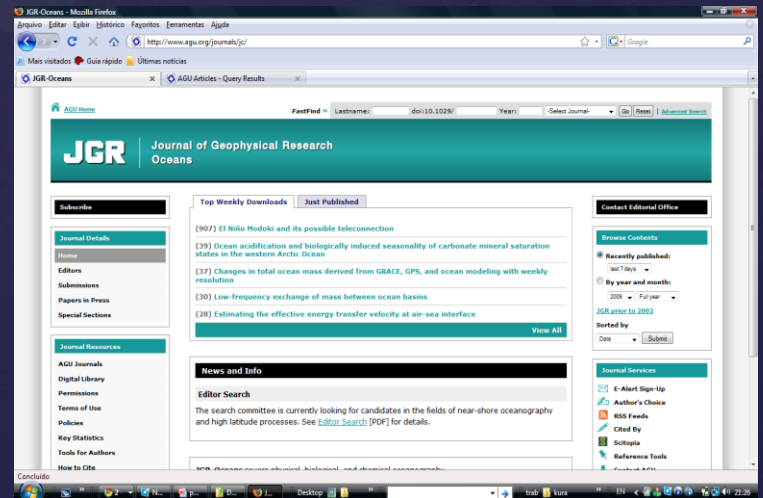 JGR-Oceans - Mozilla Firefox
Arquivo Editar Exibir Histórico Favoritos Ferramentas Ajuda
http://www.agu.org/journals/jc/
Google
Mais visitados Guia rápido Últimas notícias
JGR-Oceans
AGU Articles - Query Results
AGU Home
FastFind Lastname: doi:10.1029/ Year: -Select Journal- Go Reset Advanced Search
JGR
Journal of Geophysical Research
Oceans
Subscribe
Journal Details
Home
Editors
Submissions
Papers in Press
Special Sections
Journal Resources
AGU Journals
Digital Library
Permissions
Terms of Use
Policies
Key Statistics
Tools for Authors
How to Cite
Top Weekly Downloads
Just Published
(907) El Niño Modoki and its possible teleconnection
(39) Ocean acidification and biologically induced seasonality of carbonate mineral saturation
states in the western Arctic Ocean
(37) Changes in total ocean mass derived from GRACE, GPS, and ocean modeling with weekly
resolution
(30) Low-frequency exchange of mass between ocean basins
(28) Estimating the effective energy transfer velocity at air-sea interface
View All
News and Info
Editor Search
The search committee is currently looking for candidates in the fields of near-shore oceanography
and high latitude processes. See Editor Search [PDF] for details.
JGR-Oceans covers physical, biological, and chemical oceanography
Contact Editorial Office
Browse Contents
Recently published:
last 7 days
By year and month:
2009 Full year
JGR prior to 2002
Sorted by
Date Submit
Journal Services
E-Alert Sign-Up
Author's Choice
RSS Feeds
Cited By
Scitopia
Reference Tools
Contact AGU
Concluído
2 N... p... D... J... Desktop trab kura EN 21:26